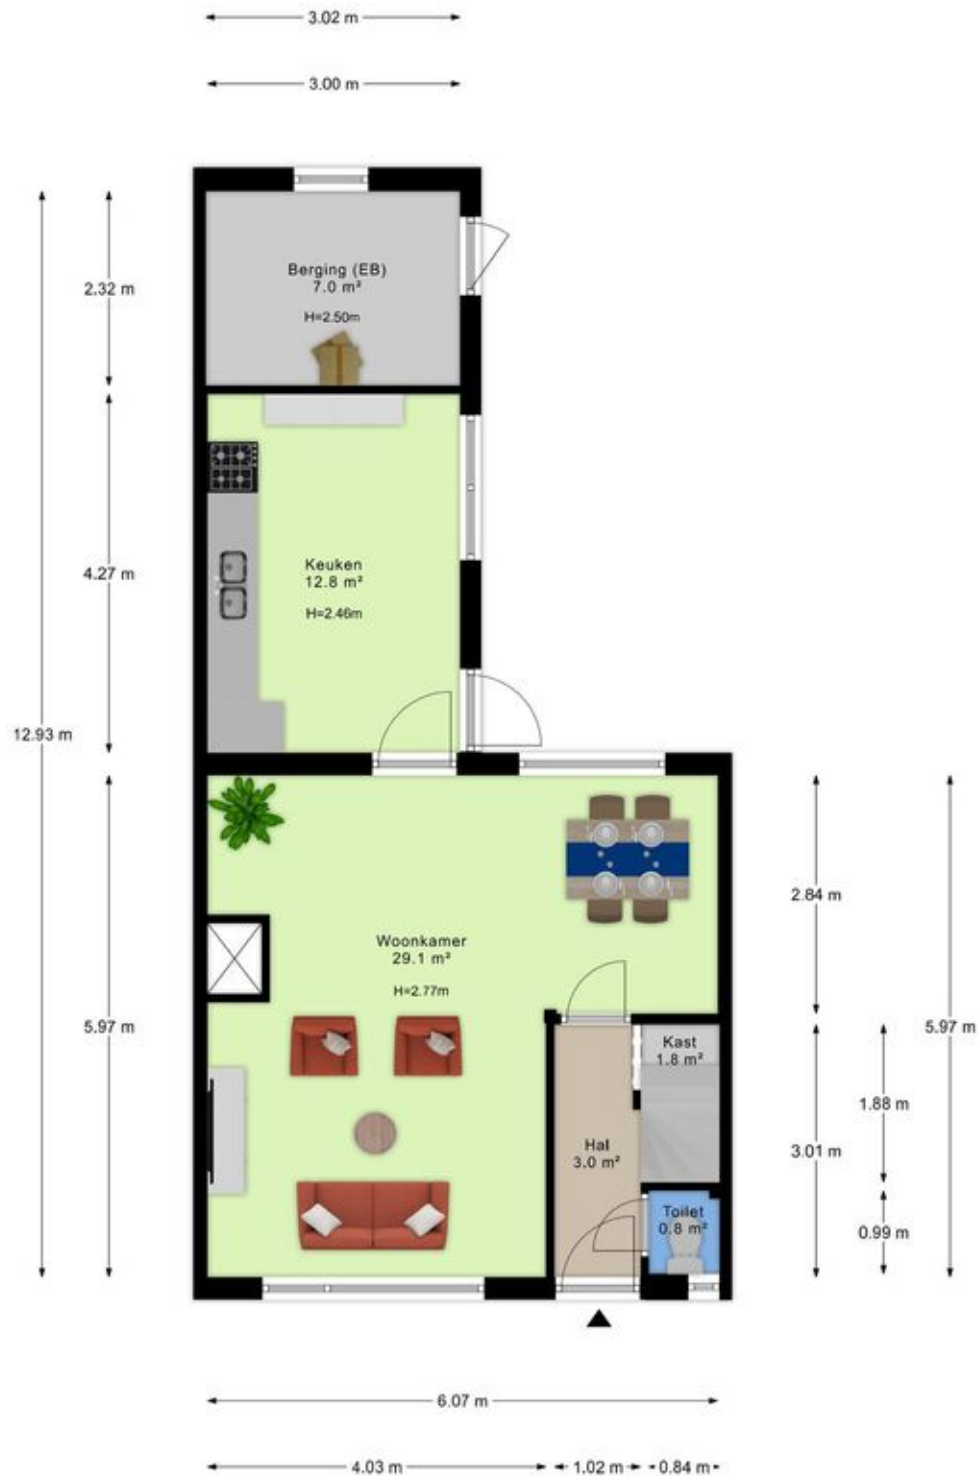 3.02 m
3.00 m
Berging (EB)
7.0 m²
H=2.50m
2.32 m
Keuken
12.8 m²
H=2.46m
4.27 m
12.93 m
Woonkamer
29.1 m²
H=2.77m
2.84 m
5.97 m
5.97 m
Kast
1.8 m²
1.88 m
Hal
3.0 m²
3.01 m
Toilet
0.8 m²
0.99 m
6.07 m
4.03 m
1.02 m
0.84 m